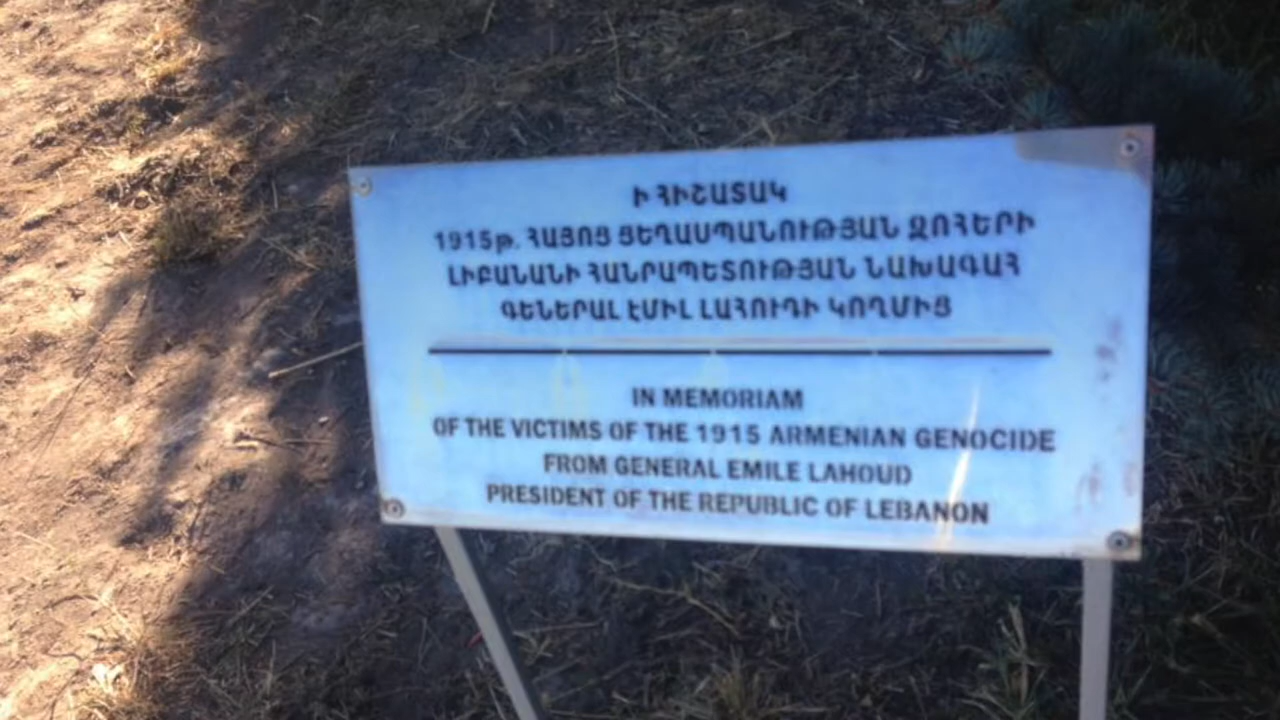 Ի ՀԻՇԱՏԱԿ
1915թ. ՀԱՅՈՑ ՑԵՂԱՍՊԱՆՈՒԹՅԱՆ ԶՈՀԵՐԻ
ԼԻԲԱՆԱՆԻ ՀԱՆՐԱՊԵՏՈՒԹՅԱՆ ՆԱԽԱԳԱՀ
ԳԵՆԵՐԱԼ ԷՄԻԼ ԼԱՀՈՒԴԻ ԿՈՂՄԻՑ
IN MEMORIAM
OF THE VICTIMS OF THE 1915 ARMENIAN GENOCIDE
FROM GENERAL EMILE LAHOUD
PRESIDENT OF THE REPUBLIC OF LEBANON